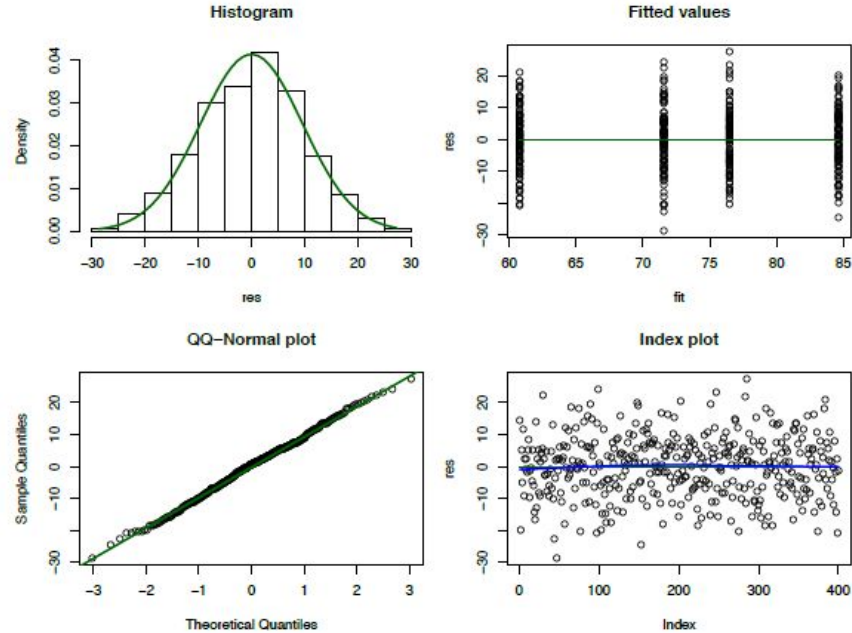 Histogram
Density
0.00 0.01 0.02 0.03 0.04
−30 −20 −10 0 10 20 30
res
Fitted values
res
−30 −10 0 10 20
60 65 70 75 80 85
fit
QQ−Normal plot
Sample Quantiles
−30 −10 0 10 20
−3 −2 −1 0 1 2 3
Theoretical Quantiles
Index plot
res
−30 −10 0 10 20
0 100 200 300 400
Index